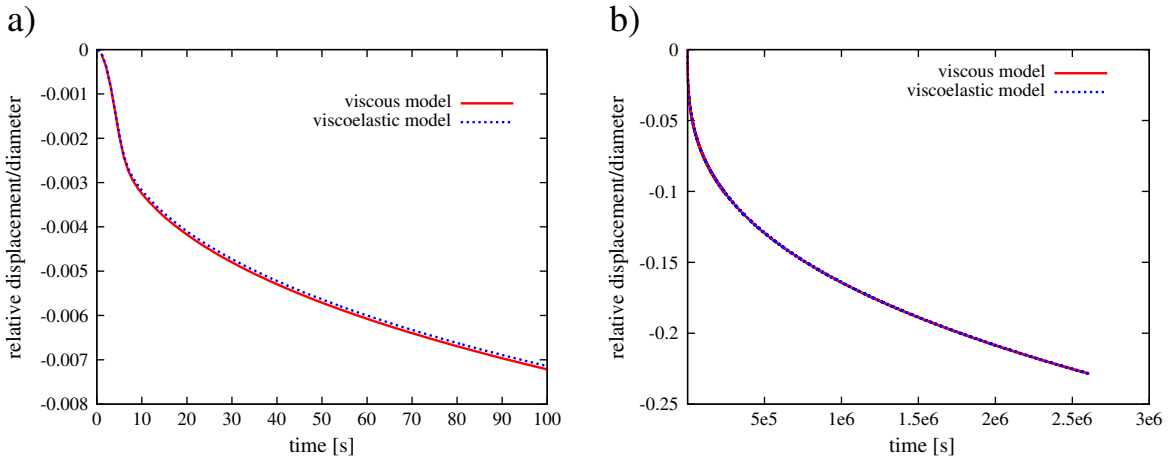 a)
0
-0.001
-0.002
-0.003
-0.004
-0.005
-0.006
-0.007
-0.008
relative displacement/diameter
viscous model
viscoelastic model
0 10 20 30 40 50 60 70 80 90 100
time [s]
b)
0
-0.05
-0.1
-0.15
-0.2
-0.25
relative displacement/diameter
viscous model
viscoelastic model
5e5 1e6 1.5e6 2e6 2.5e6 3e6
time [s]